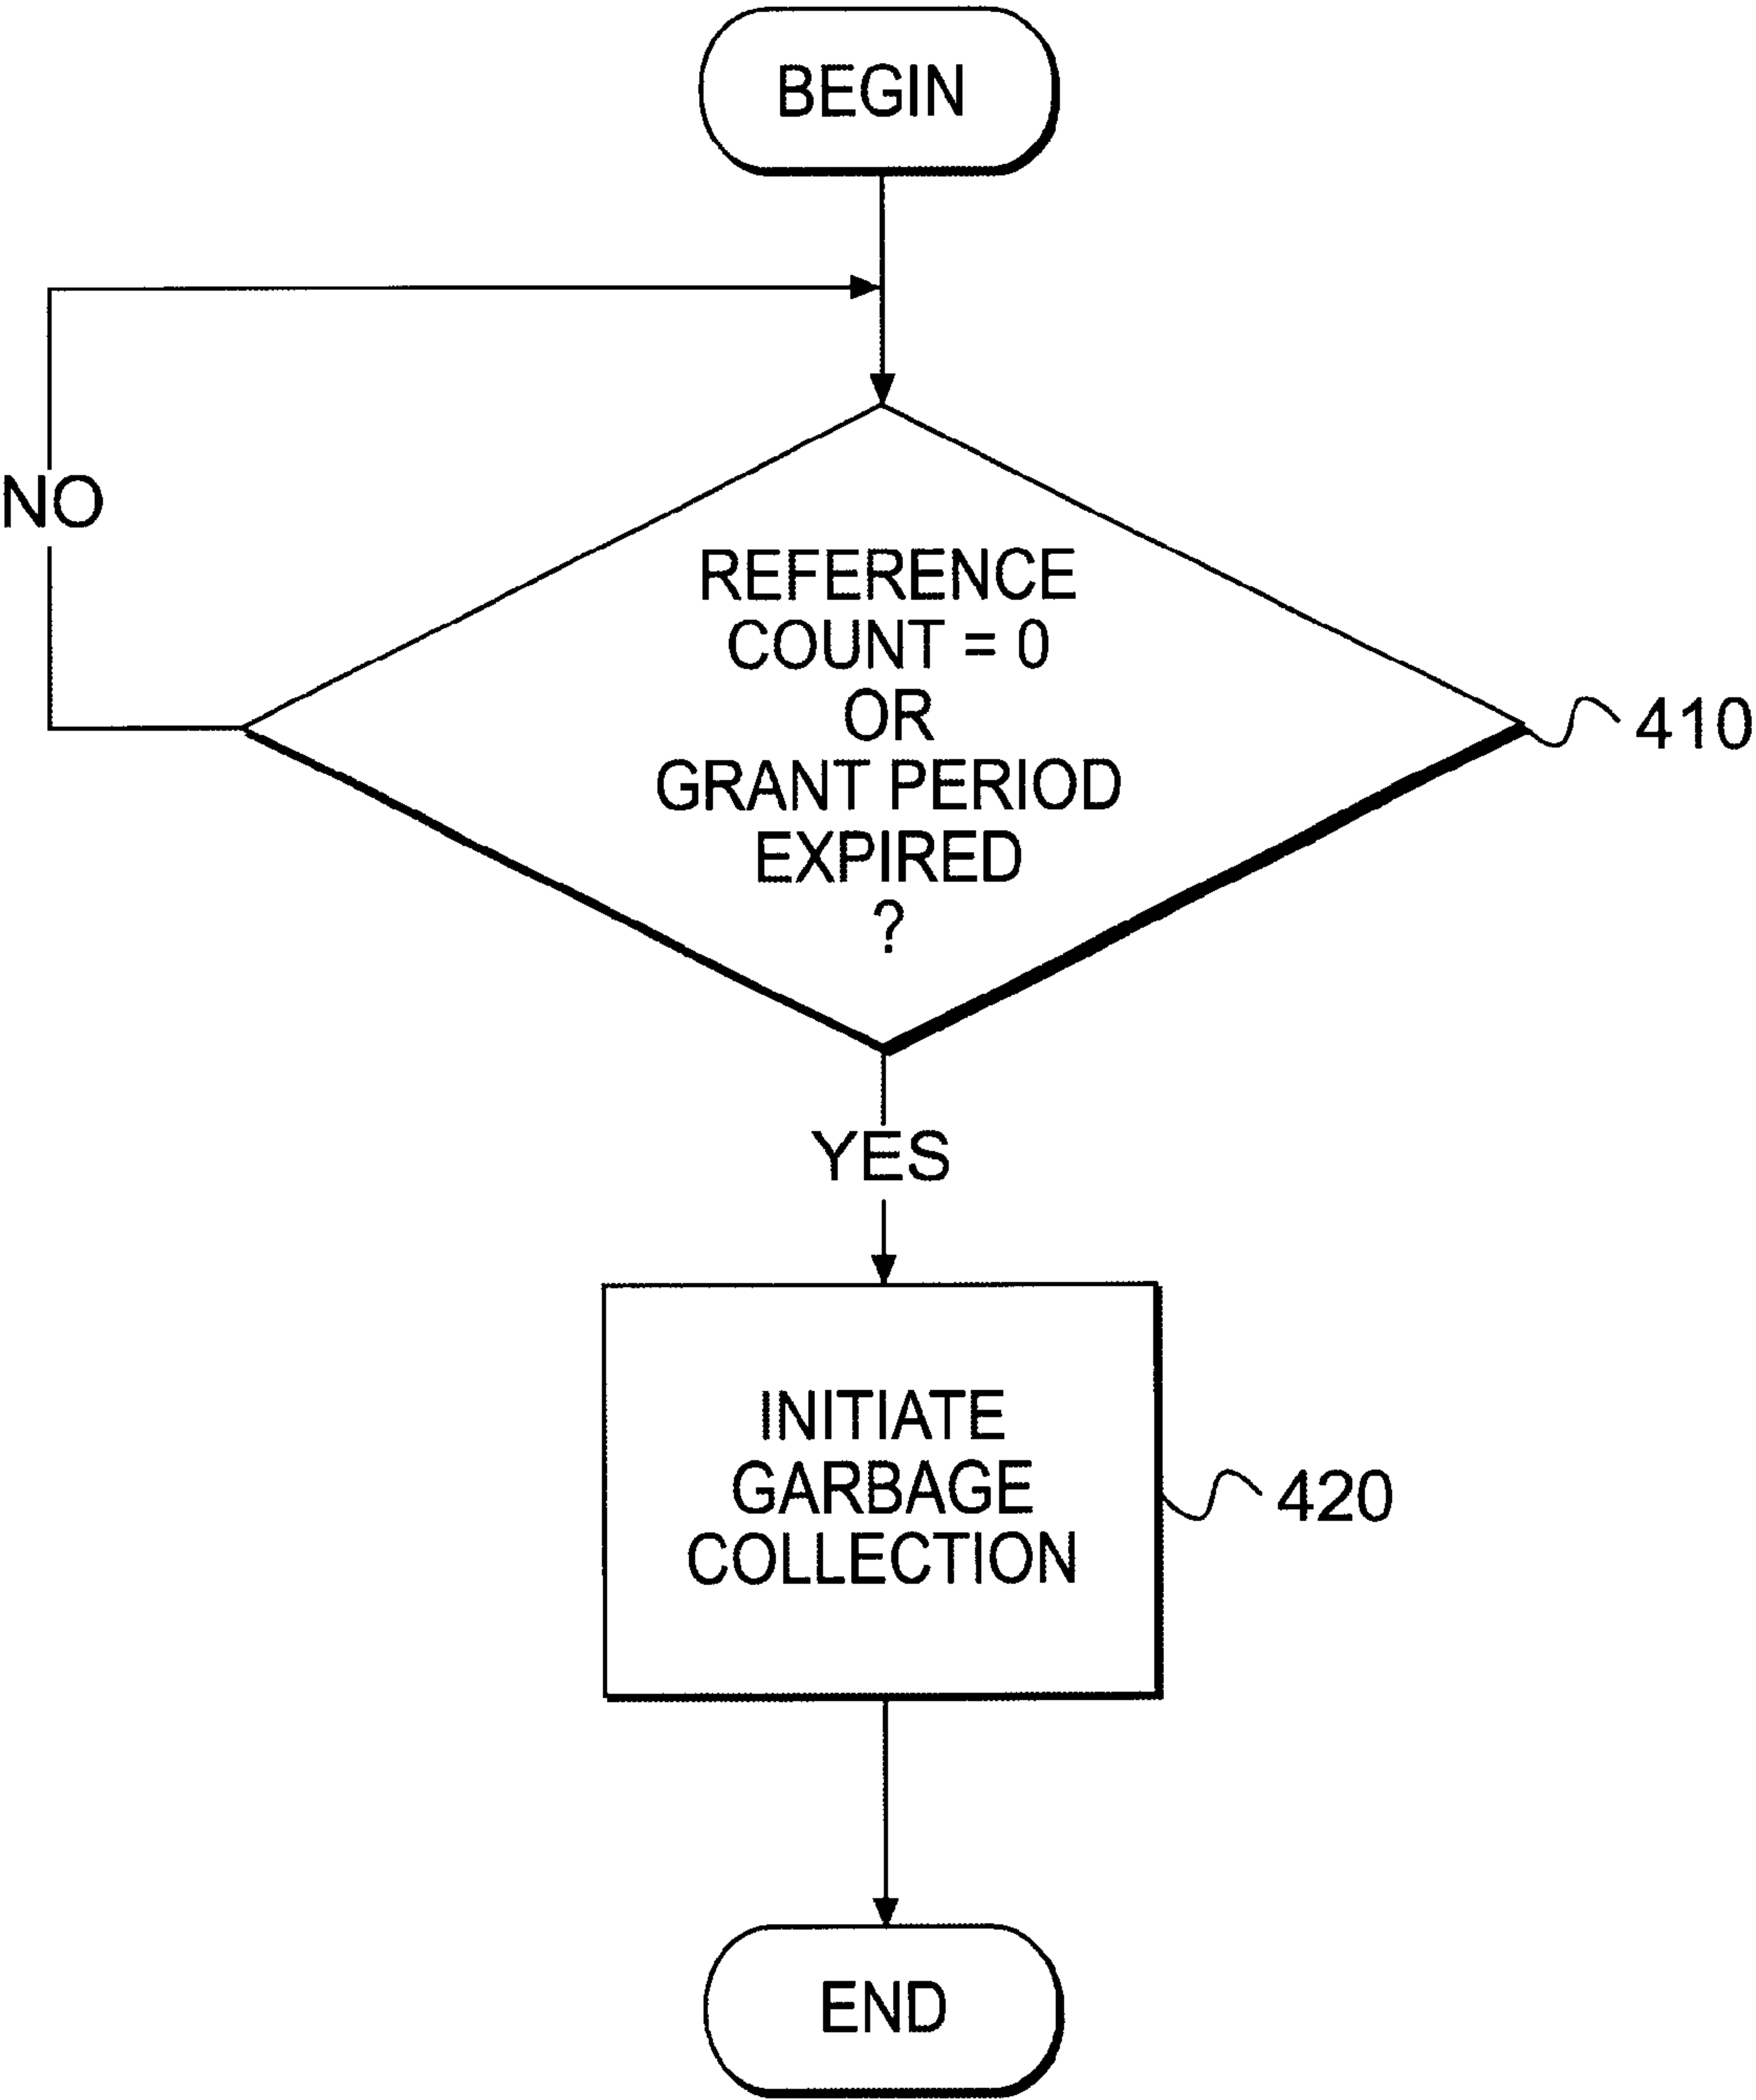 BEGIN
NO
REFERENCE
COUNT = 0
OR
GRANT PERIOD
EXPIRED
?
410
YES
INITIATE
GARBAGE
COLLECTION
420
END